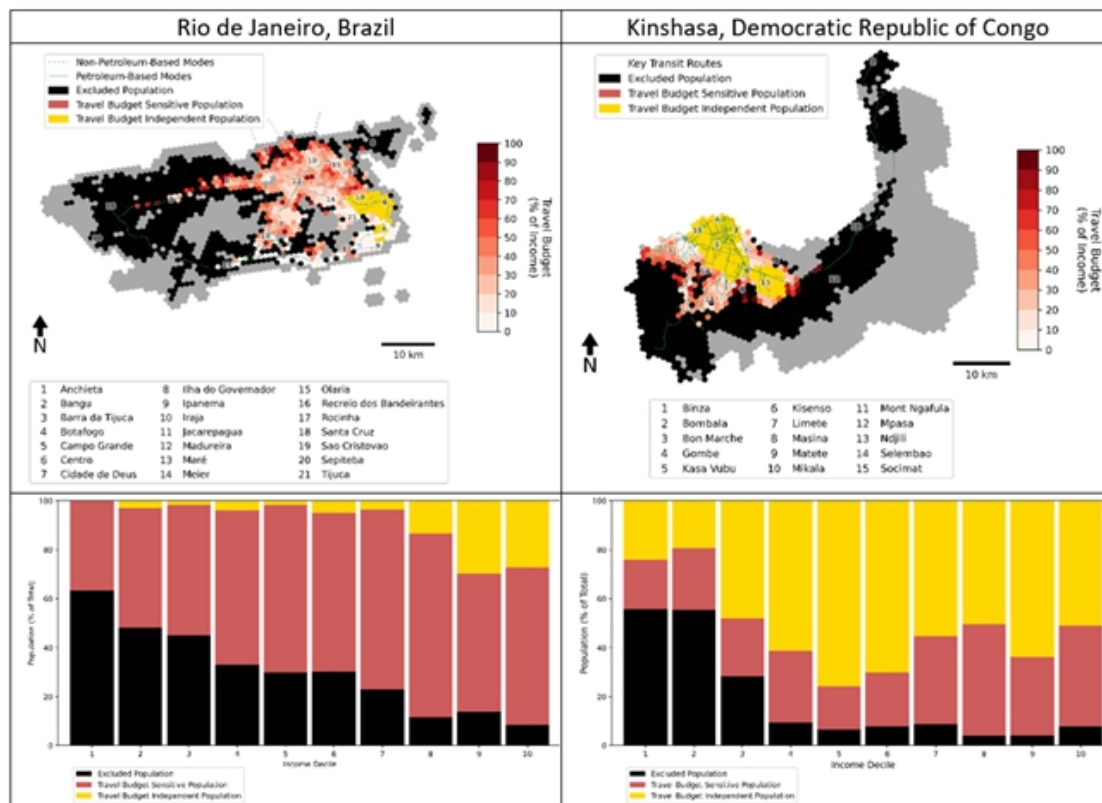 Rio de Janeiro, Brazil
Non-Petroleum-Based Modes
Petroleum-Based Modes
Excluded Population
Travel Budget Sensitive Population
Travel Budget Independent Population
100
90
80
70
60
50
40
30
20
10
0
Travel Budget
(% of Income)
N
10 km
1 Anchieta 8 Ilha do Governador 15 Olaria
2 Bangu 9 Ipanema 16 Recreio dos Bandeirantes
3 Barra da Tijuca 10 Iraja 17 Rocinha
4 Botafogo 11 Jacarepagua 18 Santa Cruz
5 Campo Grande 12 Madureira 19 Sao Cristovao
6 Centro 13 Maré 20 Sepiteba
7 Cidade de Deus 14 Meier 21 Tijuca
Kinshasa, Democratic Republic of Congo
Key Transit Routes
Excluded Population
Travel Budget Sensitive Population
Travel Budget Independent Population
100
90
80
70
60
50
40
30
20
10
0
Travel Budget
(% of Income)
N
10 km
1 Binza 6 Kisenso 11 Mont Ngafula
2 Bombala 7 Limete 12 Mpasa
3 Bon Marche 8 Masina 13 Ndjili
4 Gombe 9 Matete 14 Selembao
5 Kasa Vubu 10 Mikala 15 Socimat
Population (% of Total)
100
80
60
40
20
0
1 2 3 4 5 6 7 8 9 10
Income Decile
Excluded Population
Travel Budget Sensitive Population
Travel Budget Independent Population
Population (% of Total)
100
80
60
40
20
0
1 2 3 4 5 6 7 8 9 10
Income Decile
Excluded Population
Travel Budget Sensitive Population
Travel Budget Independent Population